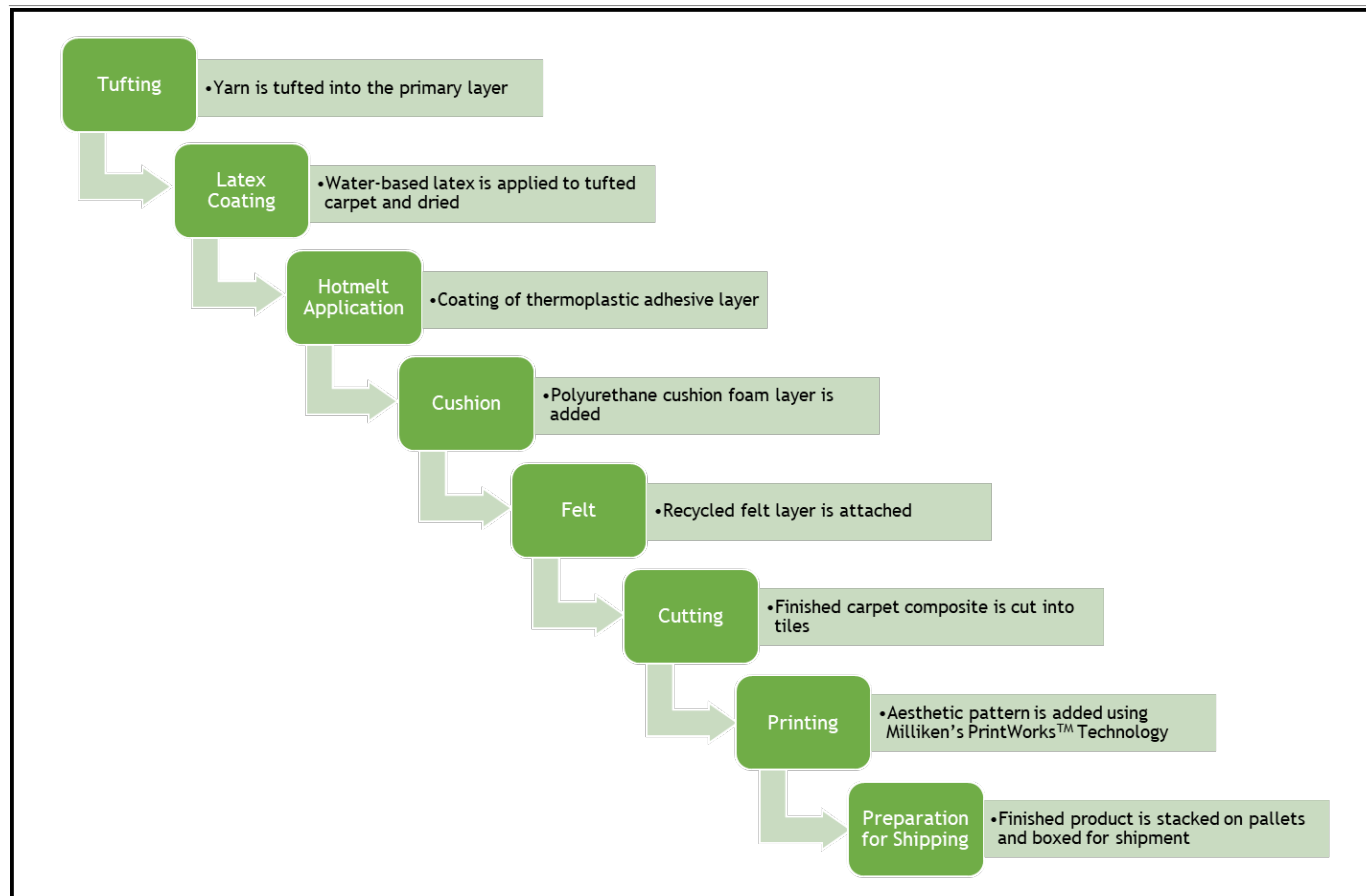 Tufting
•Yarn is tufted into the primary layer
Latex
Coating
•Water-based latex is applied to tufted
carpet and dried
Hotmelt
Application
•Coating of thermoplastic adhesive layer
Cushion
•Polyurethane cushion foam layer is
added
Felt
•Recycled felt layer is attached
Cutting
•Finished carpet composite is cut into
tiles
Printing
•Aesthetic pattern is added using
Milliken’s PrintWorks™ Technology
Preparation
for Shipping
•Finished product is stacked on pallets
and boxed for shipment